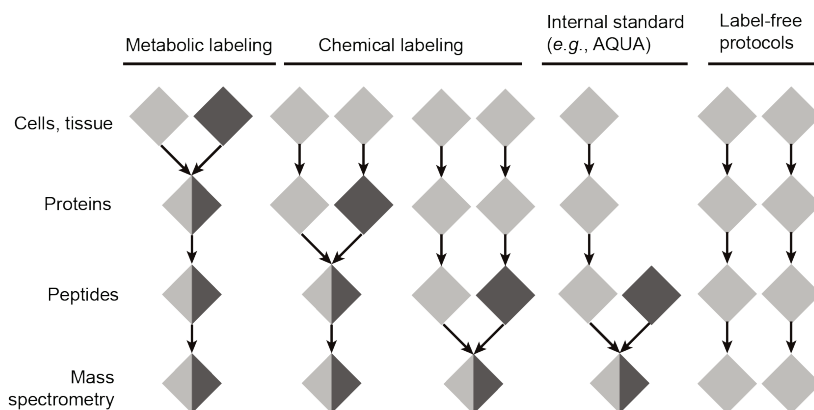 Metabolic labeling
Chemical labeling
Internal standard
(e.g., AQUA)
Label-free
protocols
Cells, tissue
Proteins
Peptides
Mass
spectrometry